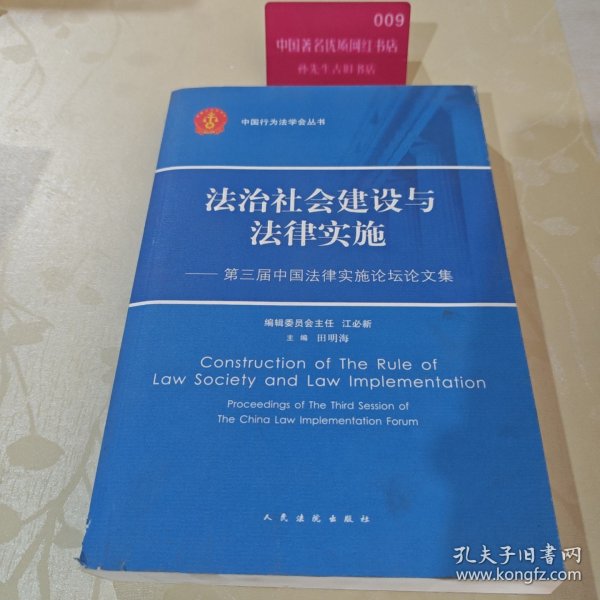 009
中国著名优质网红书店
孙先生古旧书店
中国行为法学会丛书
法治社会建设与
法律实施
——第三届中国法律实施论坛论文集
编辑委员会主任 江必新
主编 田明海
Construction of The Rule of
Law Society and Law Implementation
Proceedings of The Third Session of
The China Law Implementation Forum
人民法院出版社
孔夫子旧书网
www.kongfz.com